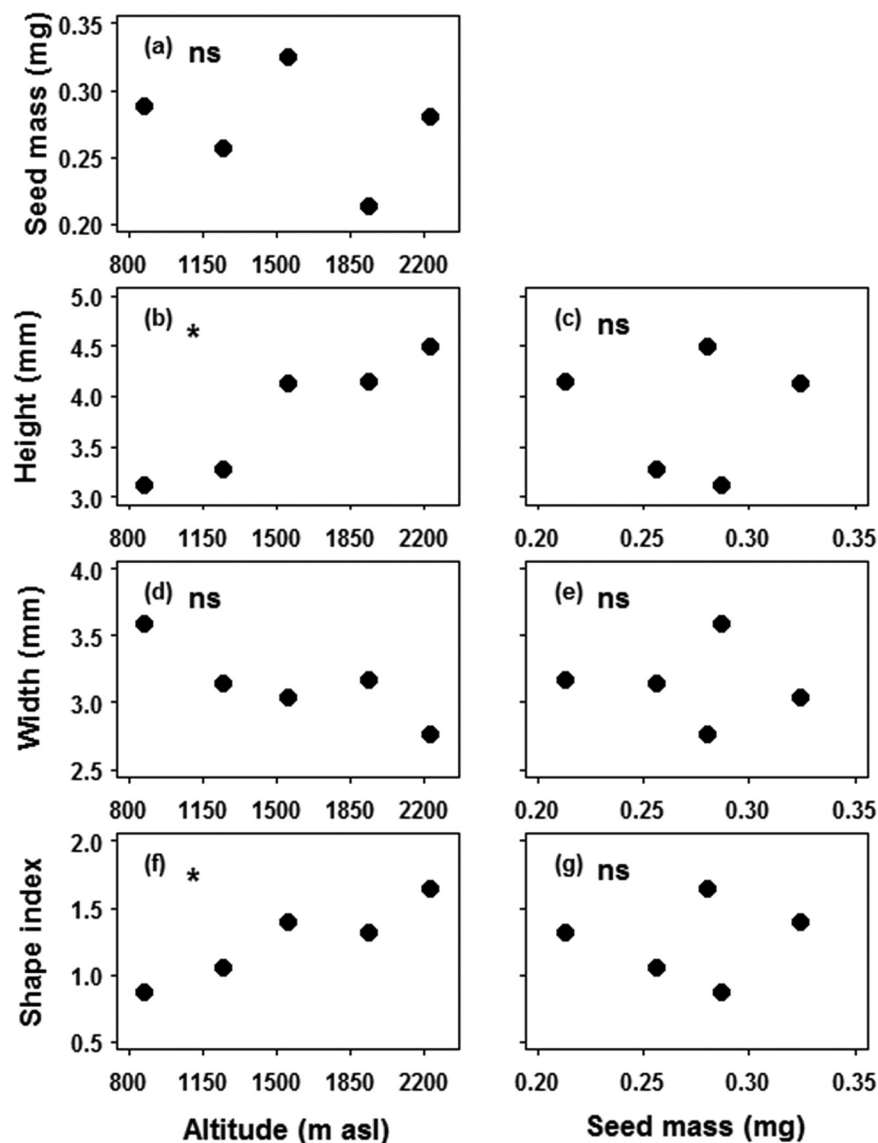 Seed mass (mg)
0.35
0.30
0.25
0.20
(a) ns
800 1150 1500 1850 2200
Height (mm)
5.0
4.5
4.0
3.5
3.0
(b) *
800 1150 1500 1850 2200
(c) ns
0.20 0.25 0.30 0.35
Width (mm)
4.0
3.5
3.0
2.5
(d) ns
800 1150 1500 1850 2200
(e) ns
0.20 0.25 0.30 0.35
Shape index
2.0
1.5
1.0
0.5
(f) *
800 1150 1500 1850 2200
Altitude (m asl)
(g) ns
0.20 0.25 0.30 0.35
Seed mass (mg)